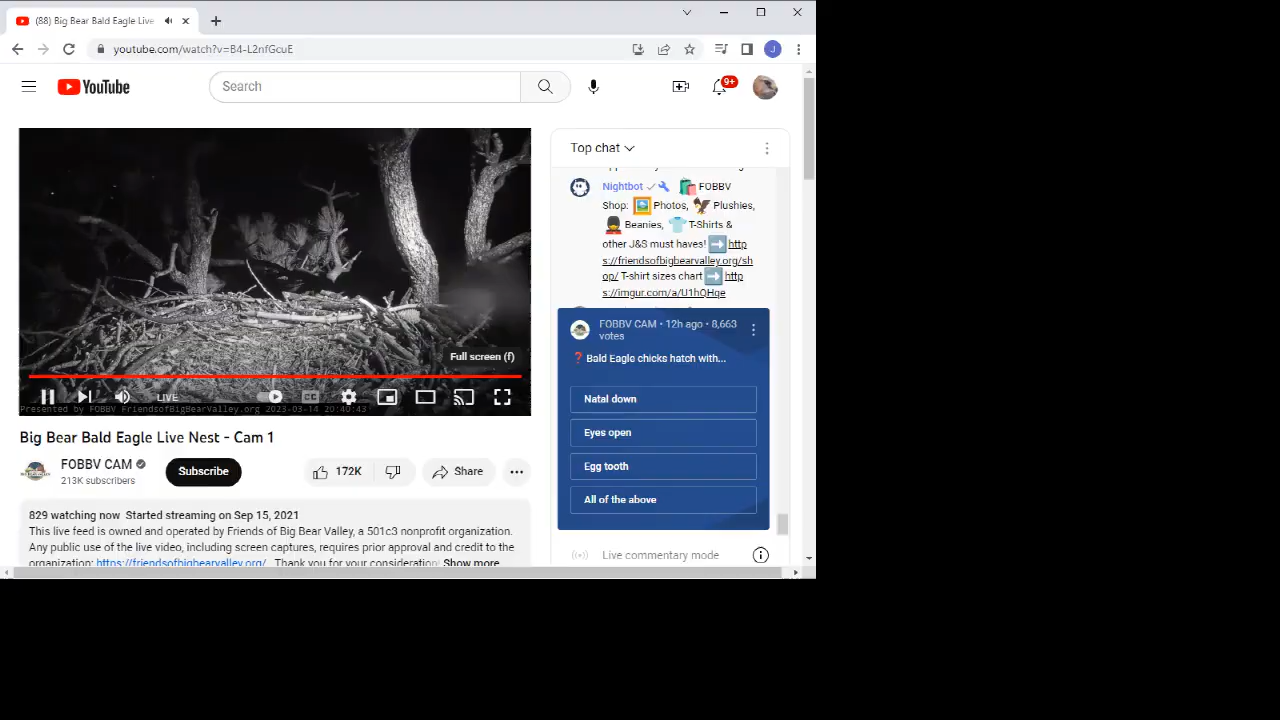 (88) Big Bear Bald Eagle Live
youtube.com/watch?v=B4-L2nfGcuE
J
YouTube
Search
9+
Top chat
Nightbot FOBBV
Shop: Photos, Plushies,
Beanies, T-Shirts &
other J&S must haves! http
s://friendsofbigbearvalley.org/sh
op/ T-shirt sizes chart http
s://imgur.com/a/U1hQHqe
FOBBV CAM • 12h ago • 8,663
votes
Bald Eagle chicks hatch with...
Natal down
Eyes open
Egg tooth
All of the above
Live commentary mode
Full screen (f)
LIVE
CC
Presented by FOBBV FriendsofBigBearValley.org 2023-03-14 20:40:43
Big Bear Bald Eagle Live Nest - Cam 1
FOBBV CAM
213K subscribers
Subscribe
172K
Share
829 watching now Started streaming on Sep 15, 2021
This live feed is owned and operated by Friends of Big Bear Valley, a 501c3 nonprofit organization.
Any public use of the live video, including screen captures, requires prior approval and credit to the
organization: https://friendsofbigbearvalley.org/ . Thank you for your consideration! Show more